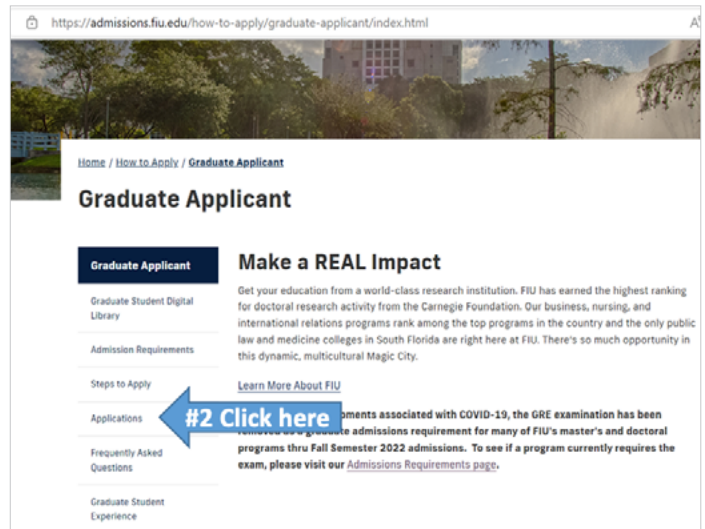 https://admissions.fiu.edu/how-to-apply/graduate-applicant/index.html
Home / How to Apply / Graduate Applicant
Graduate Applicant
Graduate Applicant
Graduate Student Digital
Library
Admission Requirements
Steps to Apply
Applications
Frequently Asked
Questions
Graduate Student
Experience
#2 Click here
Make a REAL Impact
Get your education from a world-class research institution. FIU has earned the highest ranking
for doctoral research activity from the Carnegie Foundation. Our business, nursing, and
international relations programs rank among the top programs in the country and the only public
law and medicine colleges in South Florida are right here at FIU. There's so much opportunity in
this dynamic, multicultural Magic City.
Learn More About FIU
associated with COVID-19, the GRE examination has been
graduate admissions requirement for many of FIU's master's and doctoral
programs thru Fall Semester 2022 admissions. To see if a program currently requires the
exam, please visit our Admissions Requirements page.